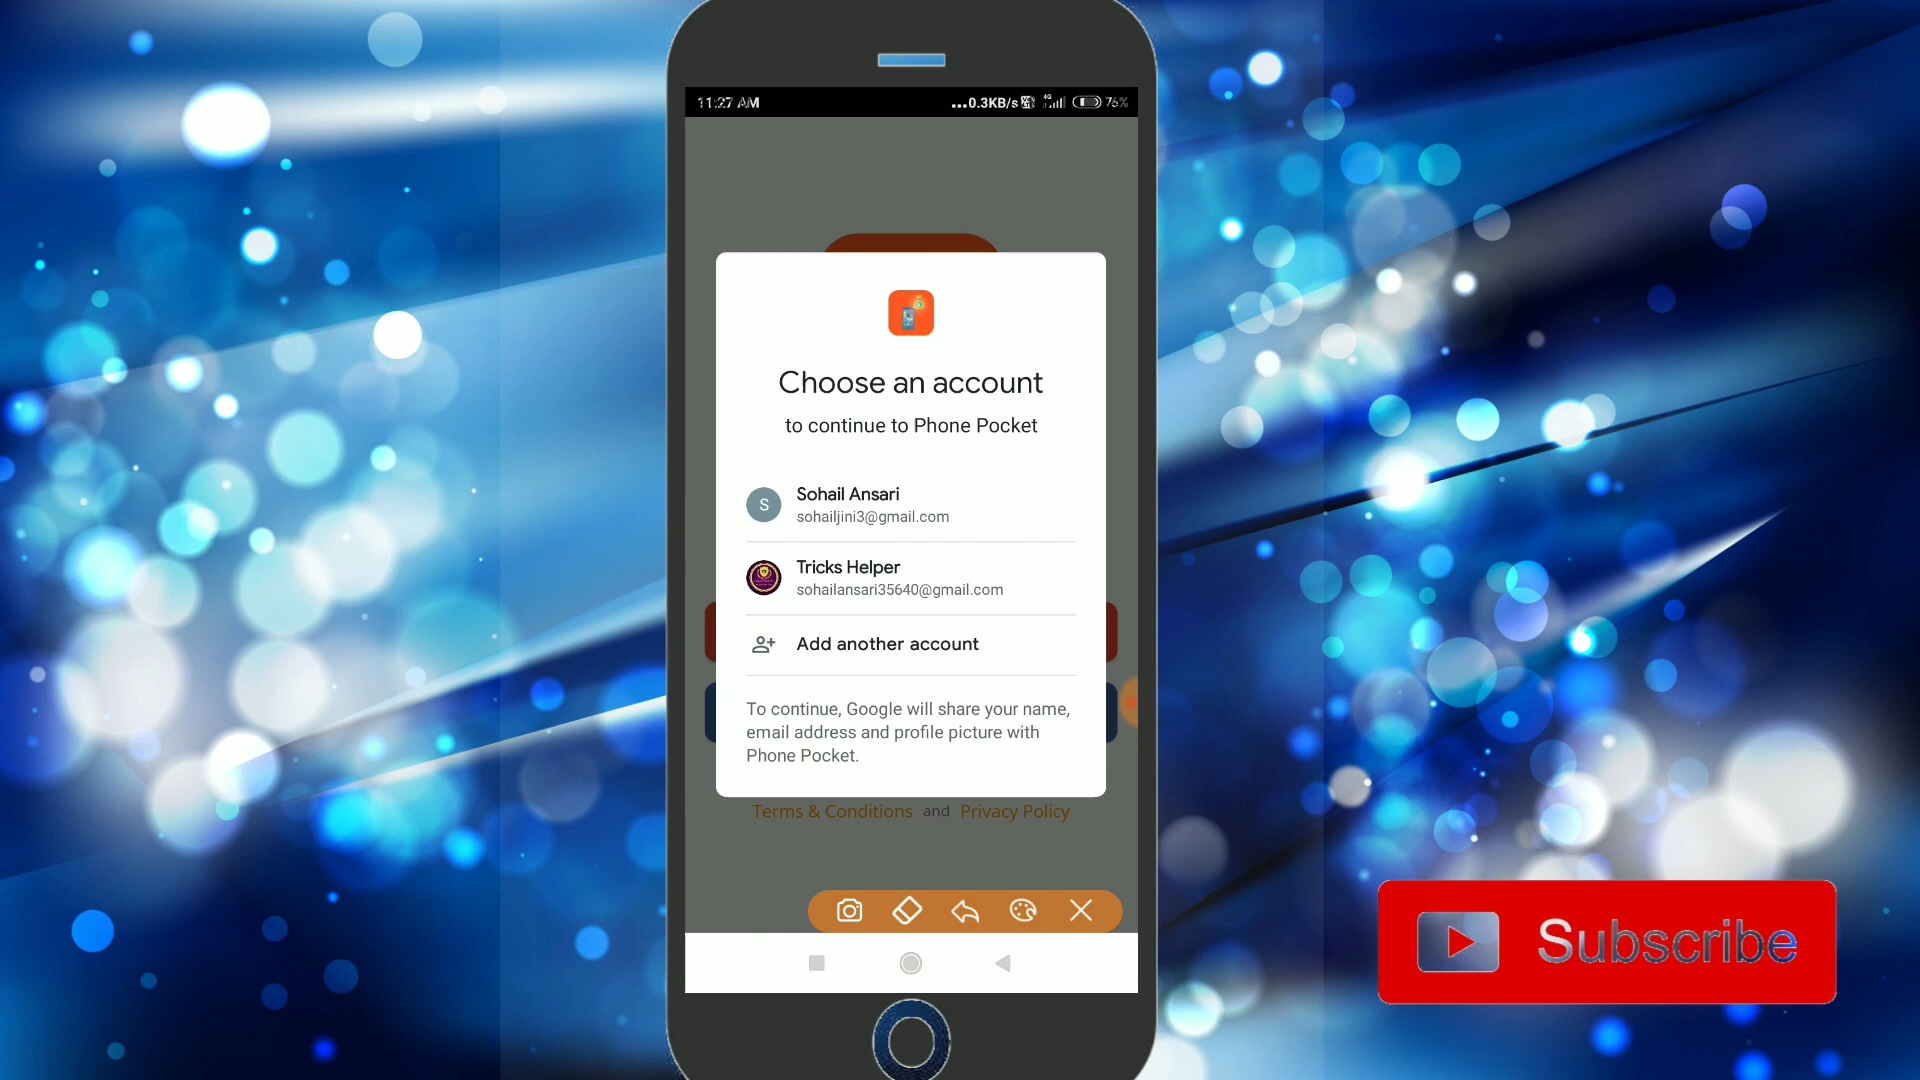 11:27 AM
...0.3KB/s 4G 76%
Choose an account
to continue to Phone Pocket
S
Sohail Ansari
sohailjini3@gmail.com
Tricks Helper
sohailansari35640@gmail.com
Add another account
To continue, Google will share your name,
email address and profile picture with
Phone Pocket.
Terms & Conditions and Privacy Policy
Subscribe